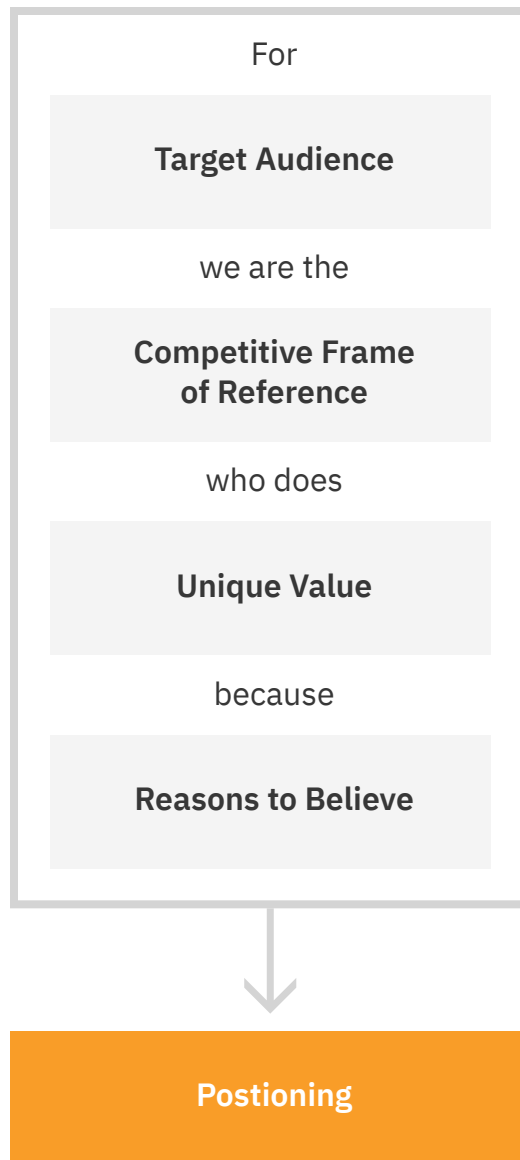 For
Target Audience
we are the
Competitive Frame
of Reference
who does
Unique Value
because
Reasons to Believe
Postioning